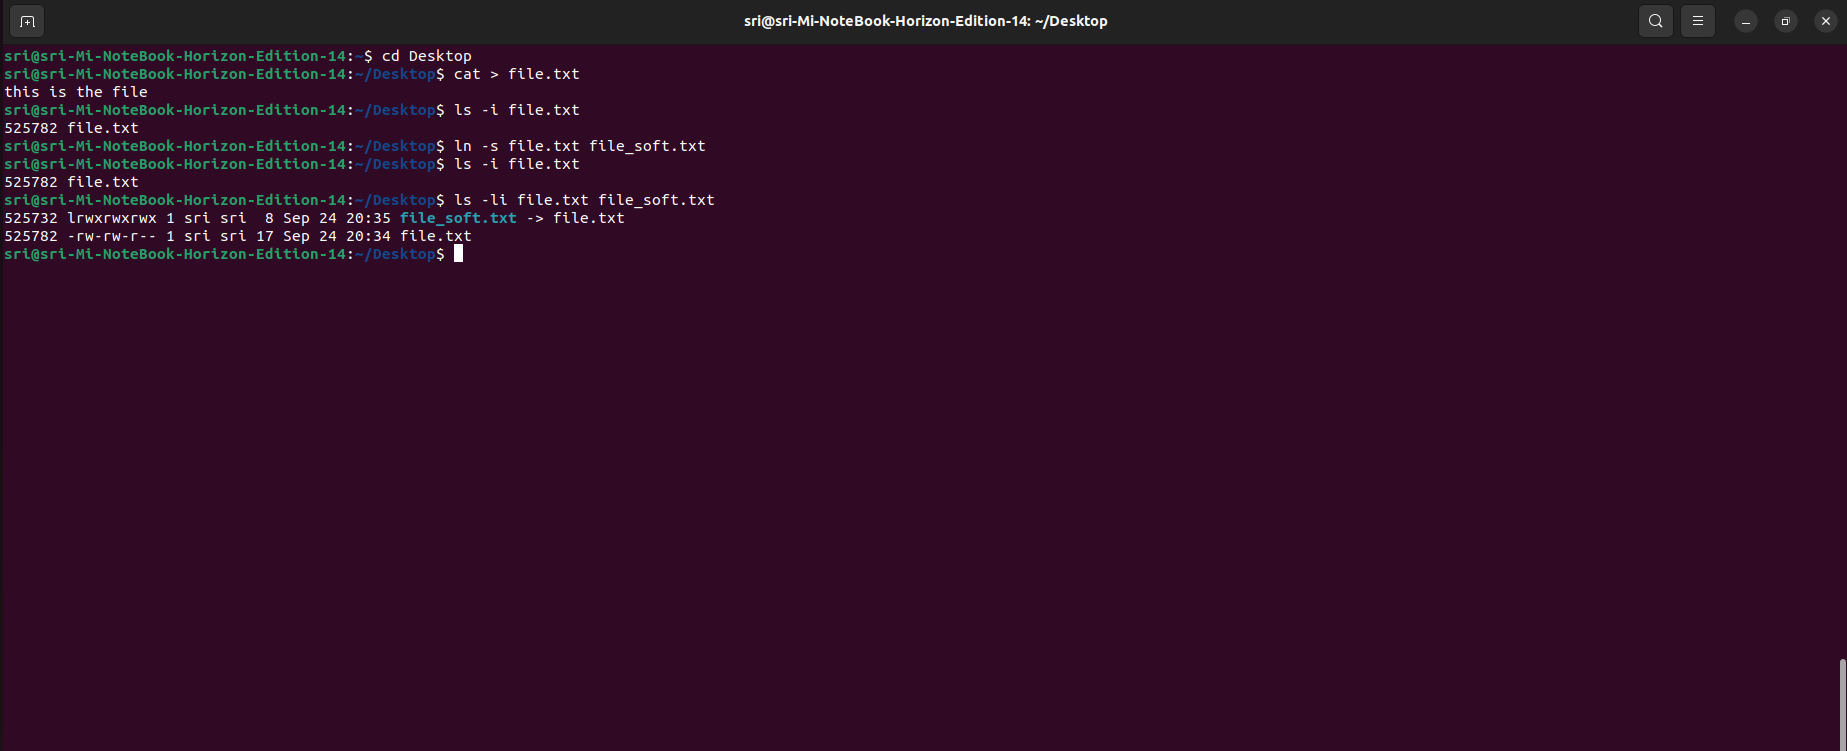 sri@sri-Mi-NoteBook-Horizon-Edition-14: ~/Desktop
sri@sri-Mi-NoteBook-Horizon-Edition-14:~$ cd Desktop
sri@sri-Mi-NoteBook-Horizon-Edition-14:~/Desktop$ cat > file.txt
this is the file
sri@sri-Mi-NoteBook-Horizon-Edition-14:~/Desktop$ ls -i file.txt
525782 file.txt
sri@sri-Mi-NoteBook-Horizon-Edition-14:~/Desktop$ ln -s file.txt file_soft.txt
sri@sri-Mi-NoteBook-Horizon-Edition-14:~/Desktop$ ls -i file.txt
525782 file.txt
sri@sri-Mi-NoteBook-Horizon-Edition-14:~/Desktop$ ls -li file.txt file_soft.txt
525732 lrwxrwxrwx 1 sri sri  8 Sep 24 20:35 file_soft.txt -> file.txt
525782 -rw-rw-r-- 1 sri sri 17 Sep 24 20:34 file.txt
sri@sri-Mi-NoteBook-Horizon-Edition-14:~/Desktop$